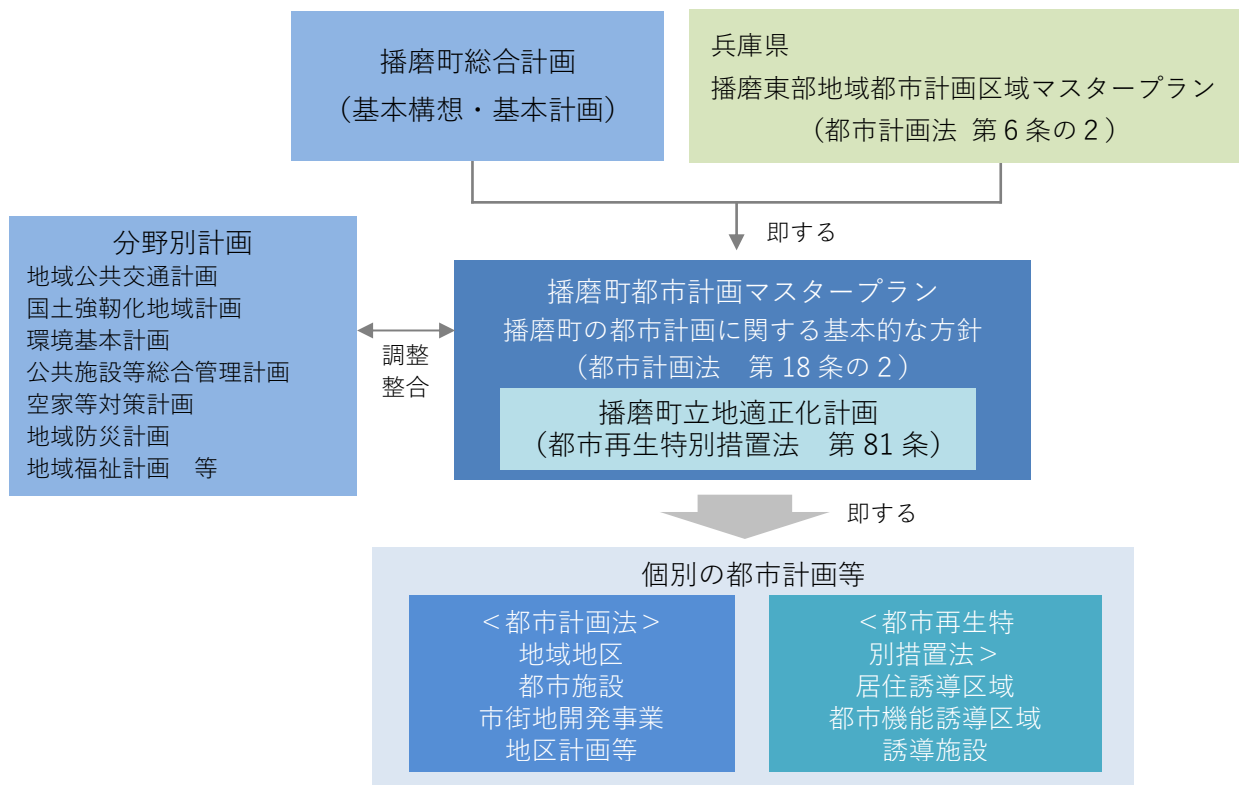 播磨町総合計画
（基本構想・基本計画）
兵庫県
播磨東部地域都市計画区域マスタープラン
（都市計画法 第６条の２）
即する
分野別計画
地域公共交通計画
国土強靭化地域計画
環境基本計画
公共施設等総合管理計画
空家等対策計画
地域防災計画
地域福祉計画　等
調整
整合
播磨町都市計画マスタープラン
播磨町の都市計画に関する基本的な方針
（都市計画法　第 18 条の２）
播磨町立地適正化計画
（都市再生特別措置法　第 81 条）
即する
個別の都市計画等
＜都市計画法＞
地域地区
都市施設
市街地開発事業
地区計画等
＜都市再生特
別措置法＞
居住誘導区域
都市機能誘導区域
誘導施設